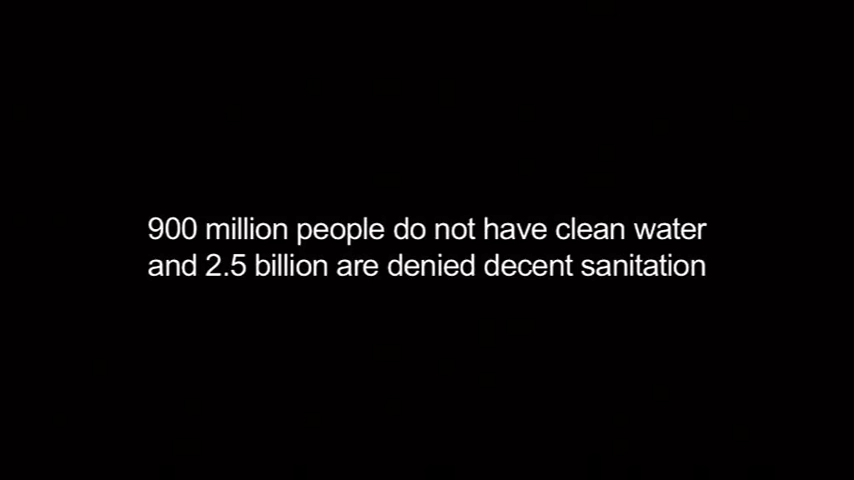 900 million people do not have clean water
and 2.5 billion are denied decent sanitation